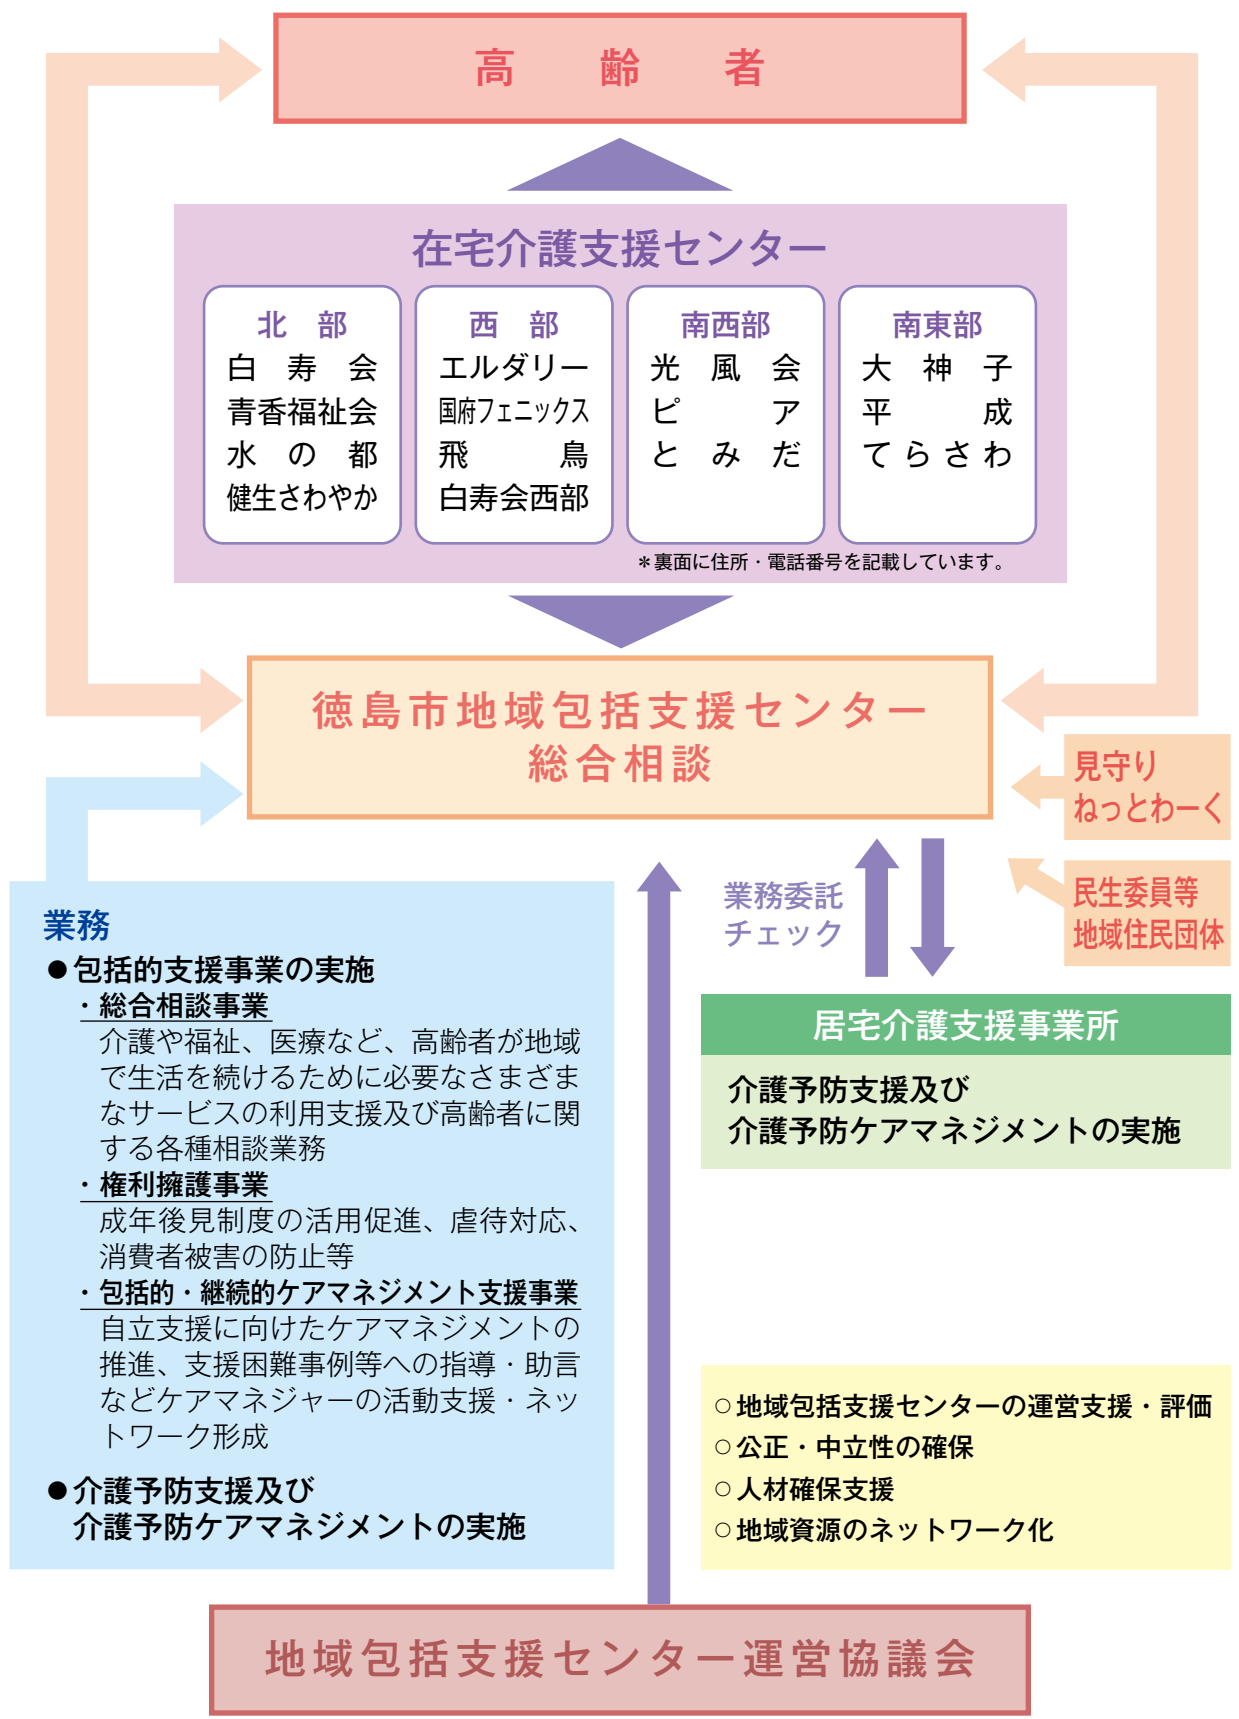 高齢者
在宅介護支援センター
北部
白寿会
青香福祉会
水の都
健生さわやか
西部
エルダリー
国府フェニックス
飛鳥
白寿会西部
南西部
光風会
ピア
とみだ
南東部
大神子
平成
てらさわ
＊裏面に住所・電話番号を記載しています。
徳島市地域包括支援センター
総合相談
見守り
ねっとわーく
民生委員等
地域住民団体
業務委託
チェック
業務
●包括的支援事業の実施
・総合相談事業
介護や福祉、医療など、高齢者が地域
で生活を続けるために必要なさまざま
なサービスの利用支援及び高齢者に関
する各種相談業務
・権利擁護事業
成年後見制度の活用促進、虐待対応、
消費者被害の防止等
・包括的・継続的ケアマネジメント支援事業
自立支援に向けたケアマネジメントの
推進、支援困難事例等への指導・助言
などケアマネジャーの活動支援・ネッ
トワーク形成
●介護予防支援及び
介護予防ケアマネジメントの実施
居宅介護支援事業所
介護予防支援及び
介護予防ケアマネジメントの実施
○地域包括支援センターの運営支援・評価
○公正・中立性の確保
○人材確保支援
○地域資源のネットワーク化
地域包括支援センター運営協議会